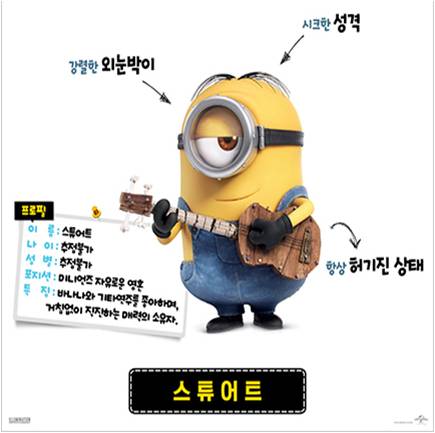 시크한 성격
강렬한 외눈박이
프로필
이 름 : 스튜어트
나 이 : 추정불가
성 별 : 추정불가
포지션 : 미니언즈 자유로운 영혼
특 징 : 바나나와 기타연주를 좋아하며,
거침없이 직진하는 매력의 소유자.
항상 허기진 상태
스튜어트
ILLUMINATION